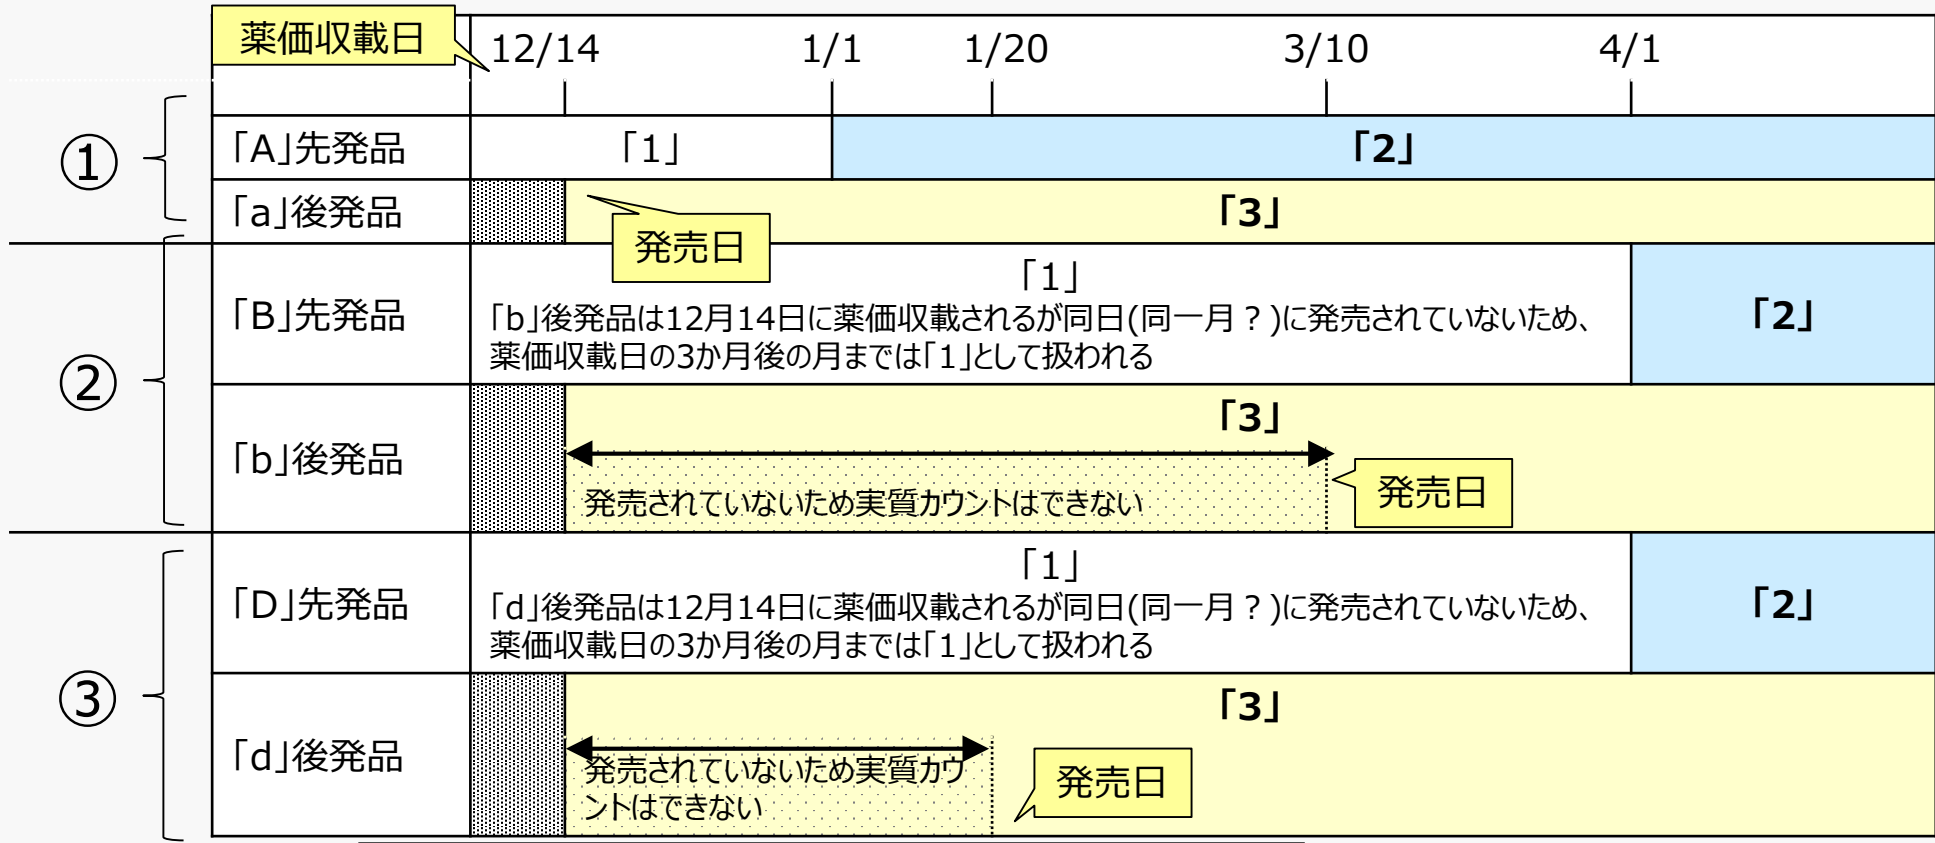 薬価収載日
12/14
1/1
1/20
3/10
4/1
①
「A」先発品
「1」
「2」
「a」後発品
「3」
発売日
②
「B」先発品
「1」
「b」後発品は12月14日に薬価収載されるが同日(同一月？)に発売されていないため、
薬価収載日の3か月後の月までは「1」として扱われる
「2」
「b」後発品
「3」
発売されていないため実質カウントはできない
発売日
③
「D」先発品
「1」
「d」後発品は12月14日に薬価収載されるが同日(同一月？)に発売されていないため、
薬価収載日の3か月後の月までは「1」として扱われる
「2」
「d」後発品
「3」
発売されていないため実質カウ
ントはできない
発売日